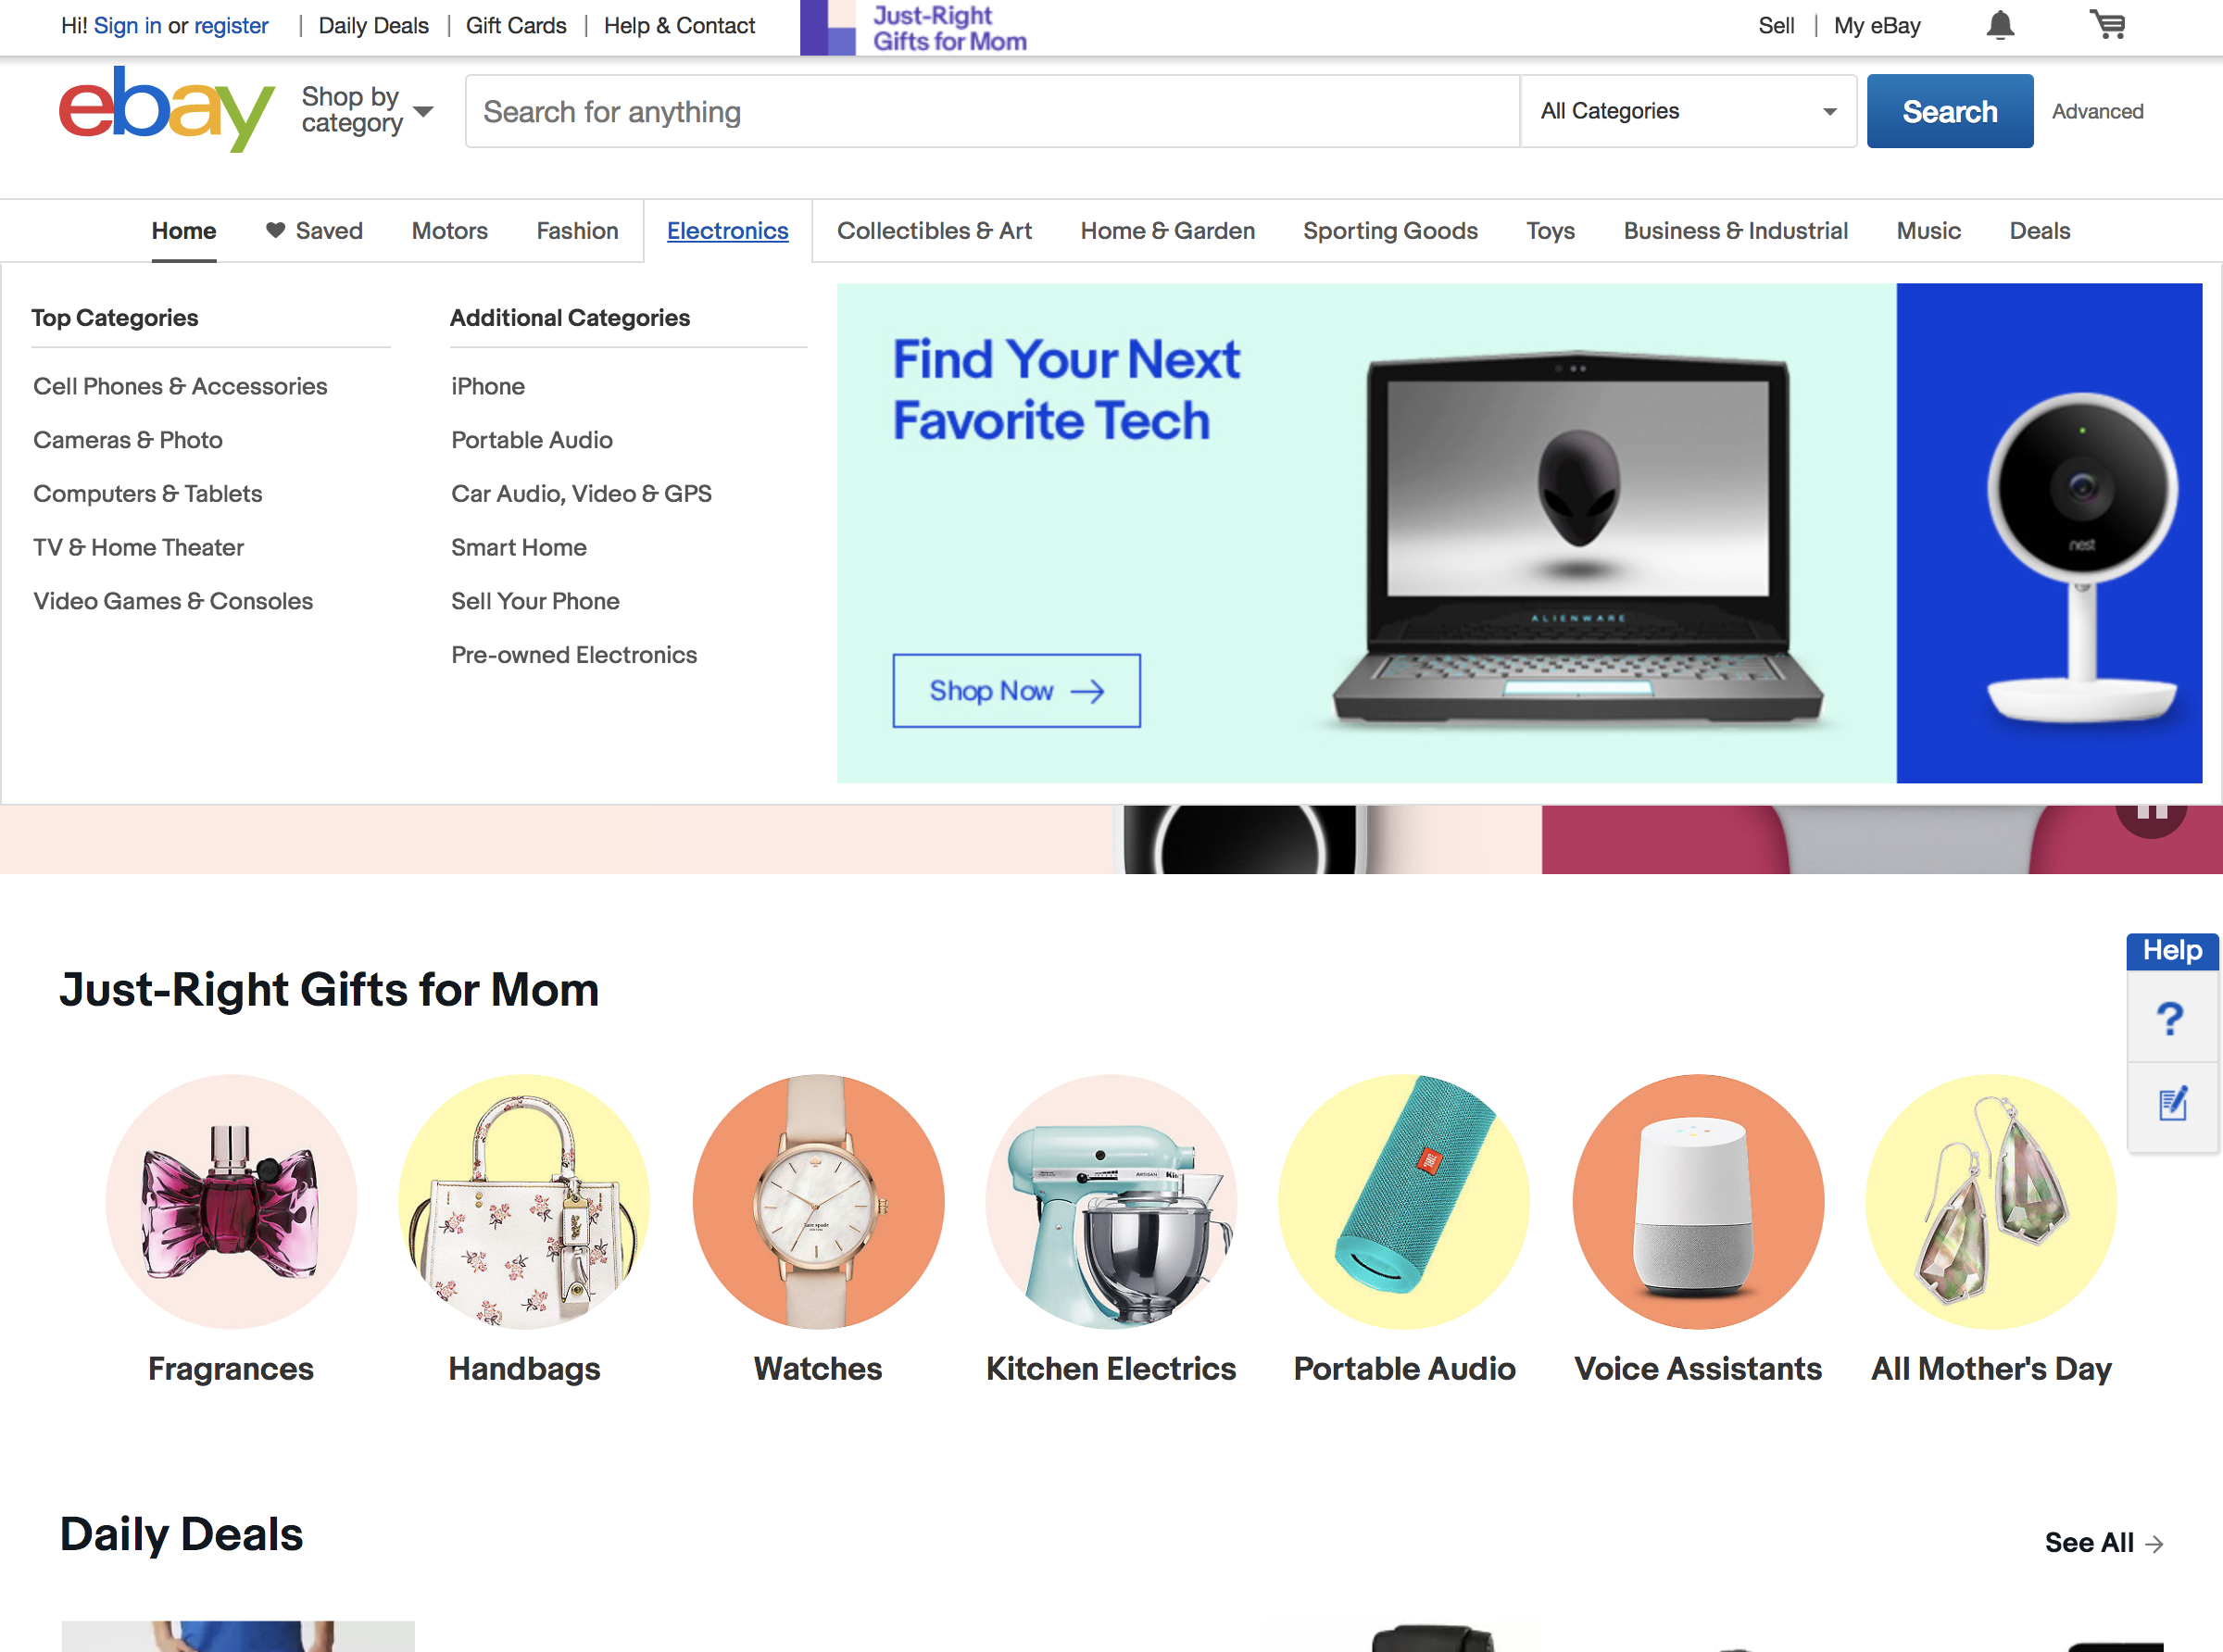 Hi! Sign in or register | Daily Deals | Gift Cards | Help & Contact
Just-Right
Gifts for Mom
Sell | My eBay
ebay
Shop by
category
Search for anything
All Categories
Search
Advanced
Home Saved Motors Fashion Electronics Collectibles & Art Home & Garden Sporting Goods Toys Business & Industrial Music Deals
Top Categories
Cell Phones & Accessories
Cameras & Photo
Computers & Tablets
TV & Home Theater
Video Games & Consoles
Additional Categories
iPhone
Portable Audio
Car Audio, Video & GPS
Smart Home
Sell Your Phone
Pre-owned Electronics
Find Your Next
Favorite Tech
Shop Now
ALIENWARE
nest
Help
?
Just-Right Gifts for Mom
kate spade
ARTISAN
JBL
Fragrances
Handbags
Watches
Kitchen Electrics
Portable Audio
Voice Assistants
All Mother's Day
Daily Deals
See All